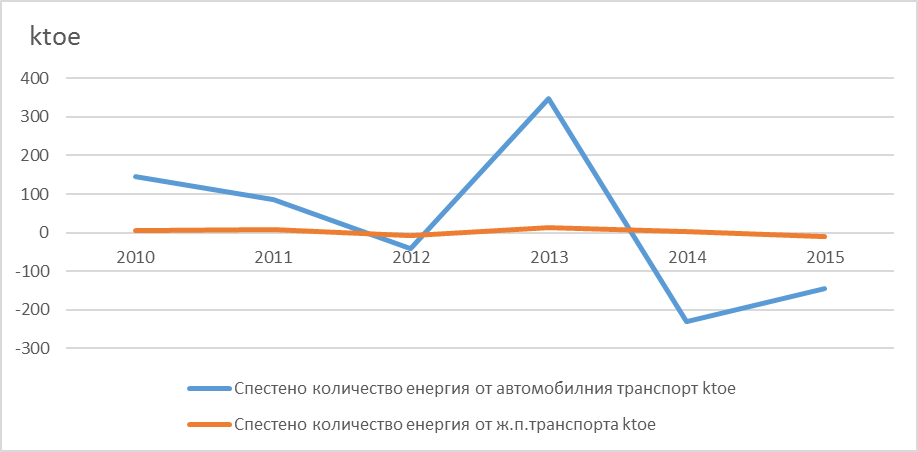 ktoe
400
300
200
100
0
-100
-200
-300
2010 2011 2012 2013 2014 2015
Спестено количество енергия от автомобилния транспорт ktoe
Спестено количество енергия от ж.п.транспорта ktoe